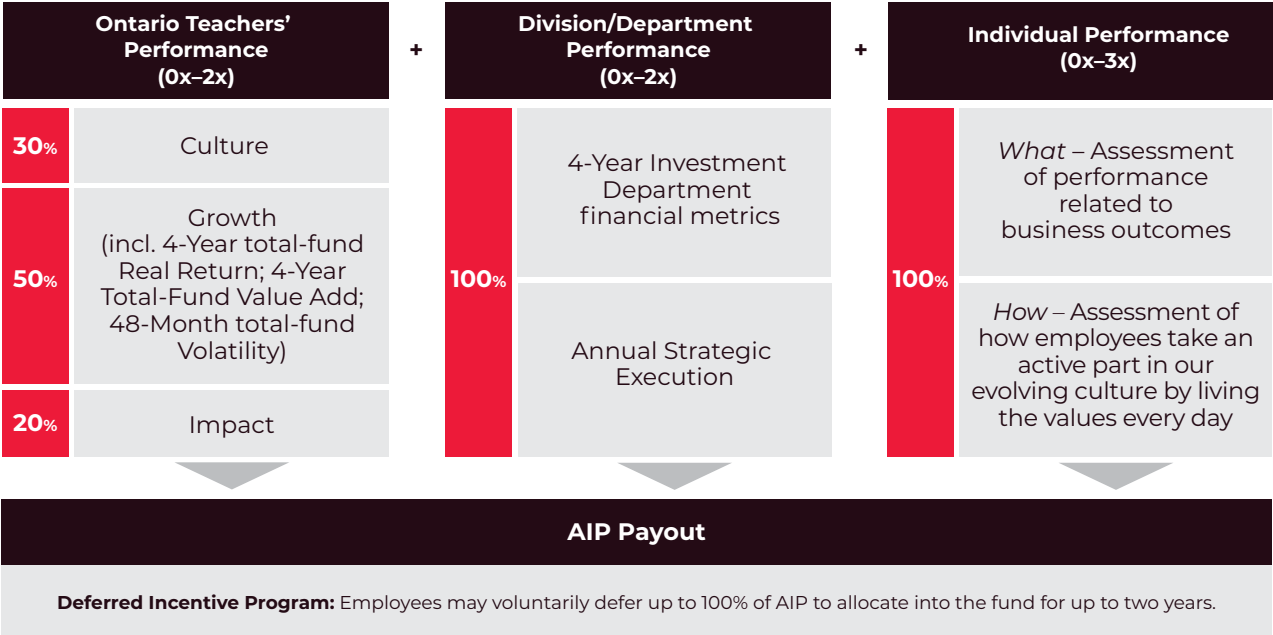 Ontario Teachers’
Performance
(0x–2x)
+
Division/Department
Performance
(0x–2x)
+
Individual Performance
(0x–3x)
30%
Culture
50%
Growth
(incl. 4-Year total-fund
Real Return; 4-Year
Total-Fund Value Add;
48-Month total-fund
Volatility)
20%
Impact
100%
4-Year Investment
Department
financial metrics
Annual Strategic
Execution
100%
What – Assessment
of performance
related to
business outcomes
How – Assessment of
how employees take an
active part in our
evolving culture by living
the values every day
AIP Payout
Deferred Incentive Program: Employees may voluntarily defer up to 100% of AIP to allocate into the fund for up to two years.